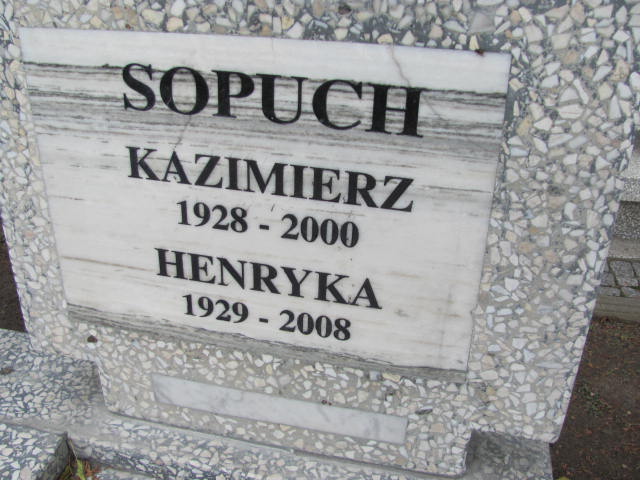 SOPUCH
KAZIMIERZ
1928 - 2000
HENRYKA
1929 - 2008